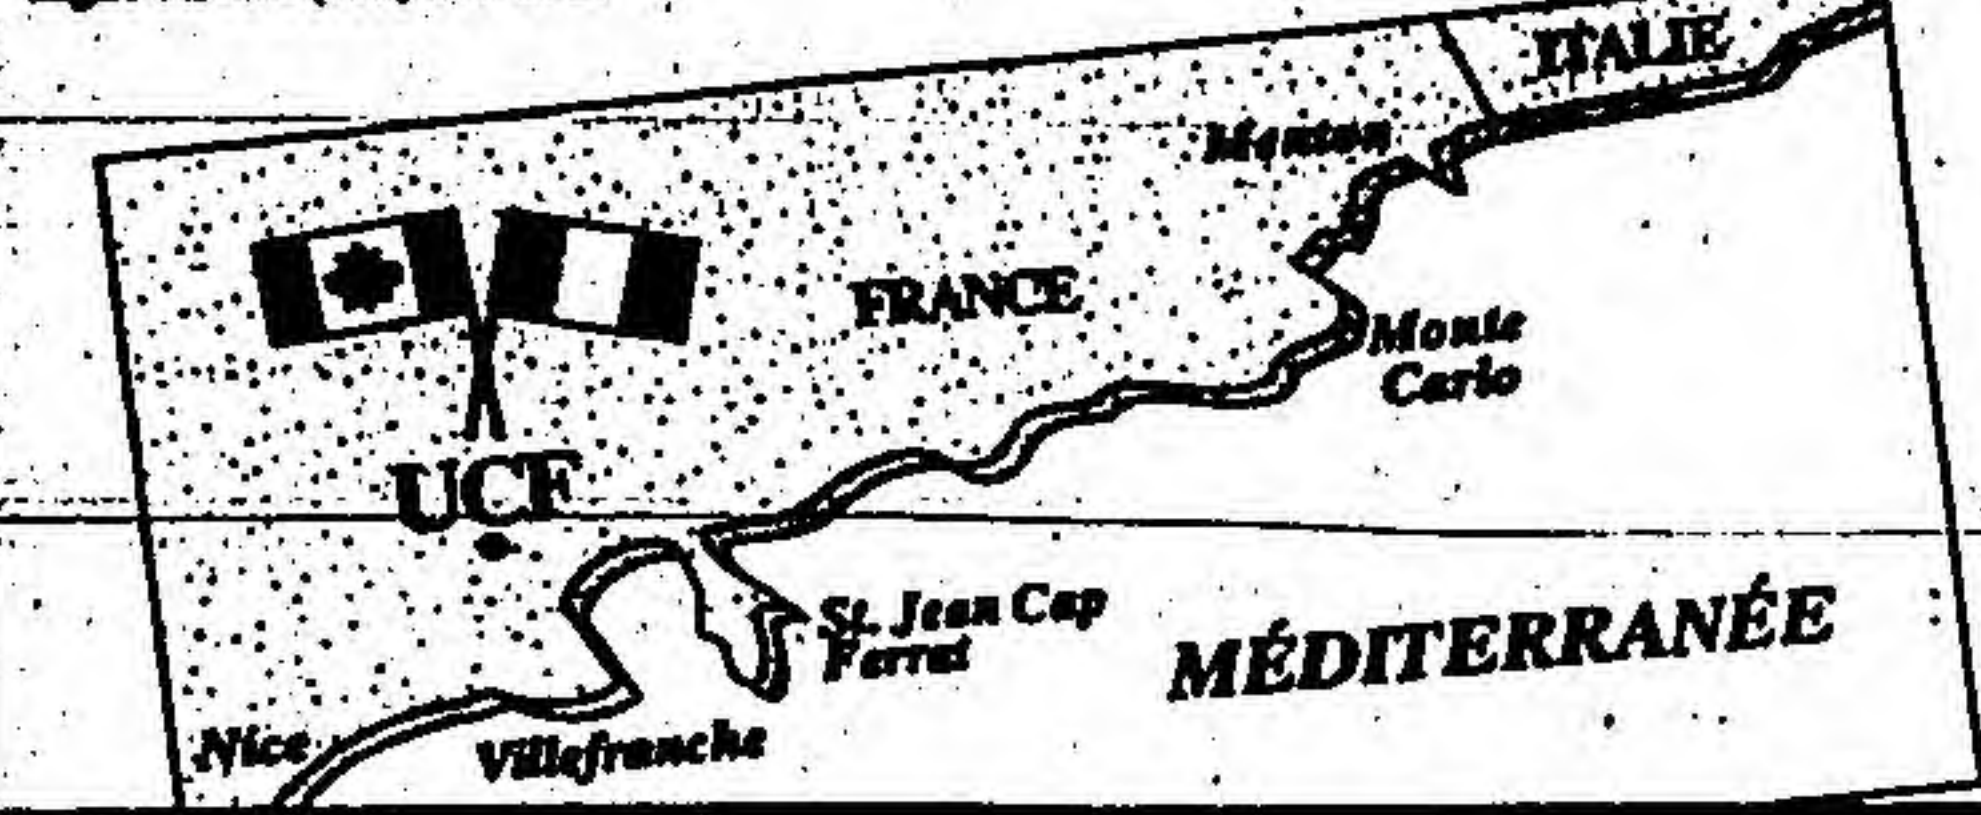 ITALIE
Menton
FRANCE
Monte
Carlo
UCF
St. Jean Cap
Ferrat
MÉDITERRANÉE
Nice
Villefranche